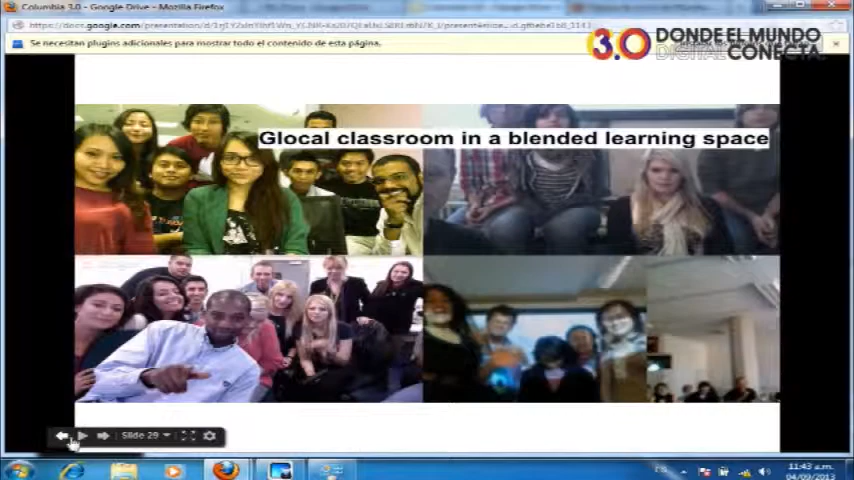 Columbia 3.0 - Google Drive - Mozilla Firefox
Se necesitan plugins adicionales para mostrar todo el contenido de esta página.
3.0 DONDE EL MUNDO
DIGITAL CONECTA.
Glocal classroom in a blended learning space
Slide 29
ES
11:43 a.m.
04/09/2013